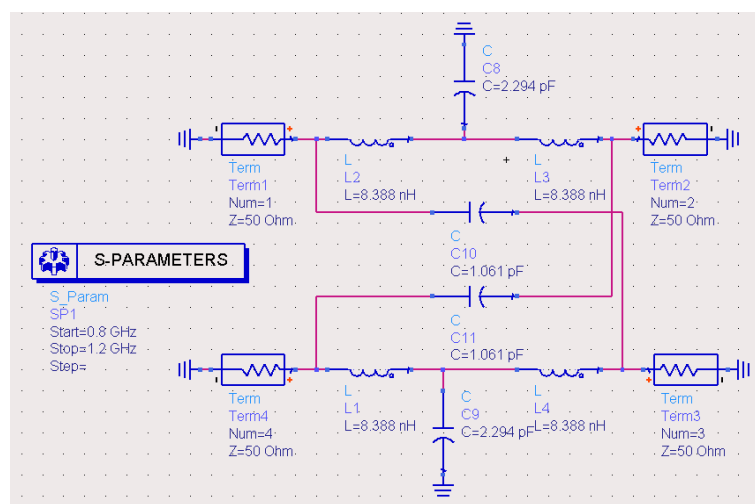 C
C8
C=2.294 pF
Term
Term1
Num=1
Z=50 Ohm
L
L2
L=8.388 nH
L
L3
L=8.388 nH
Term
Term2
Num=2
Z=50 Ohm
C
C10
C=1.061 pF
S-PARAMETERS
S_Param
SP1
Start=0.8 GHz
Stop=1.2 GHz
Step=
C
C11
C=1.061 pF
Term
Term4
Num=4
Z=50 Ohm
L
L1
L=8.388 nH
C
C9
C=2.294 pF
L
L4
L=8.388 nH
Term
Term3
Num=3
Z=50 Ohm